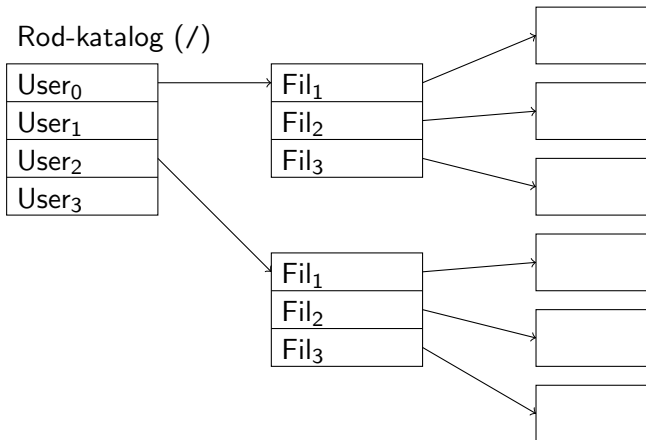 Rod-katalog (/)
User₀
User₁
User₂
User₃
Fil₁
Fil₂
Fil₃
Fil₁
Fil₂
Fil₃